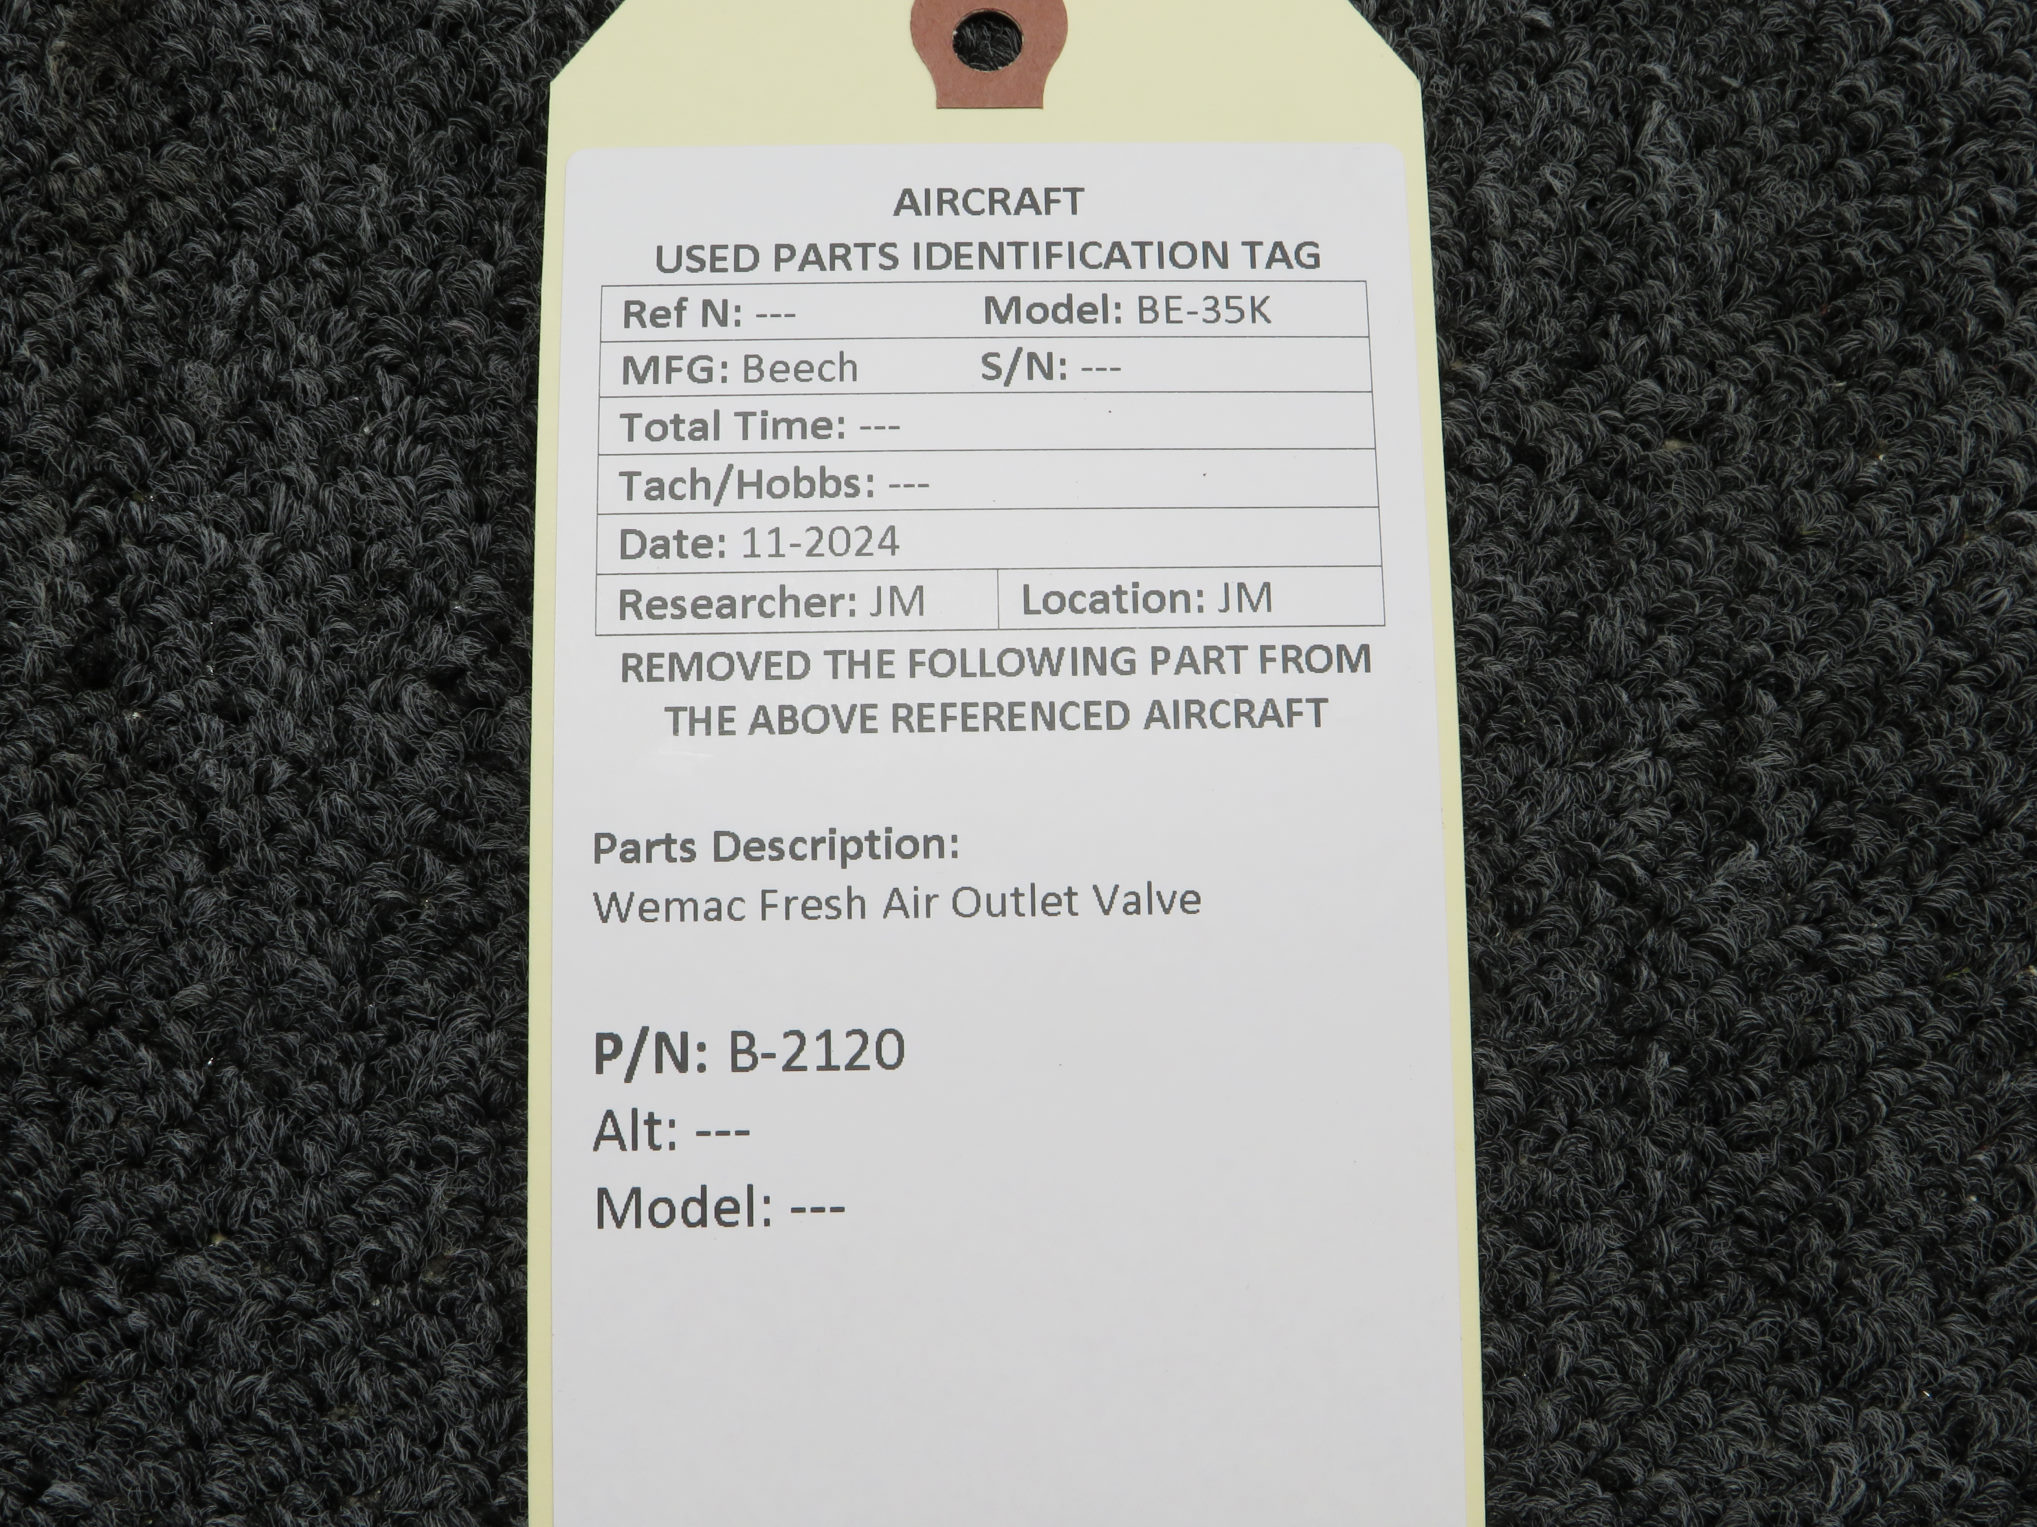 AIRCRAFT
USED PARTS IDENTIFICATION TAG
Ref N: --- Model: BE-35K
MFG: Beech S/N: ---
Total Time: ---
Tach/Hobbs: ---
Date: 11-2024
Researcher: JM Location: JM
REMOVED THE FOLLOWING PART FROM
THE ABOVE REFERENCED AIRCRAFT
Parts Description:
Wemac Fresh Air Outlet Valve
P/N: B-2120
Alt: ---
Model: ---